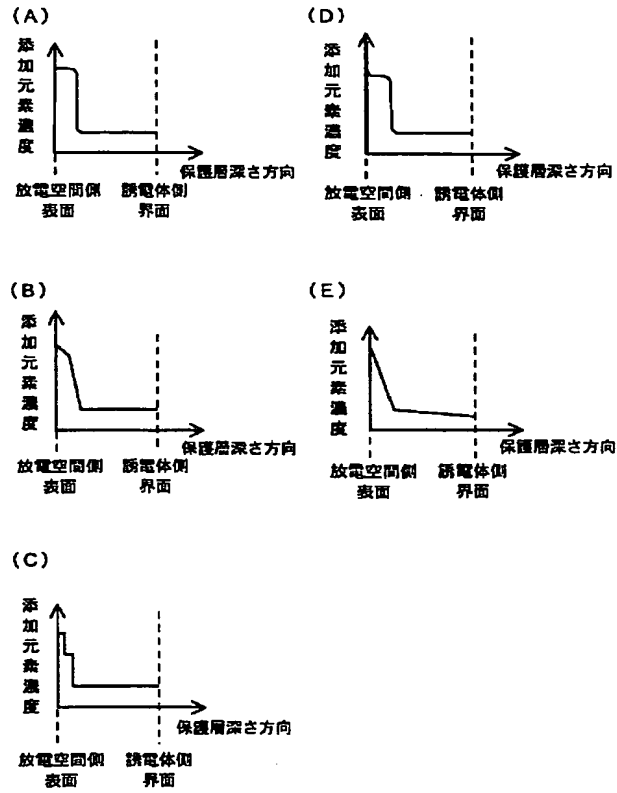 (A)
添加元素濃度
保護層深さ方向
放電空間側
表面
誘電体側
界面
(D)
添加元素濃度
保護層深さ方向
放電空間側
表面
誘電体側
界面
(B)
添加元素濃度
保護層深さ方向
放電空間側
表面
誘電体側
界面
(E)
添加元素濃度
保護層深さ方向
放電空間側
表面
誘電体側
界面
(C)
添加元素濃度
保護層深さ方向
放電空間側
表面
誘電体側
界面